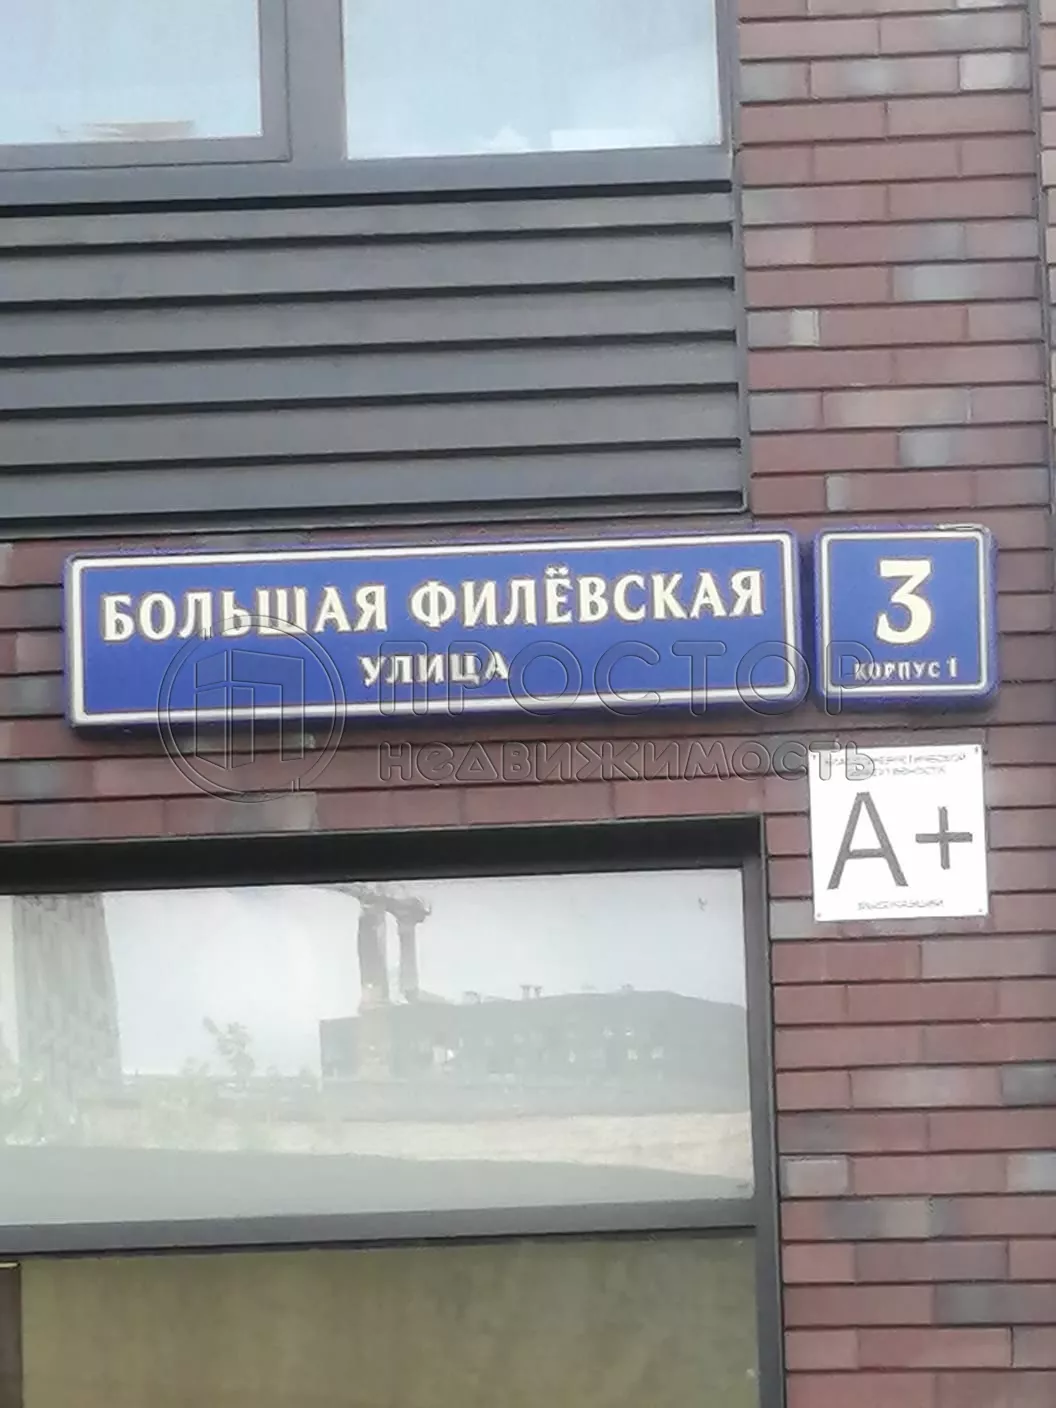 БОЛЬШАЯ ФИЛЁВСКАЯ
УЛИЦА
3
КОРПУС 1
ПРОСТОР
недвижимость
A+